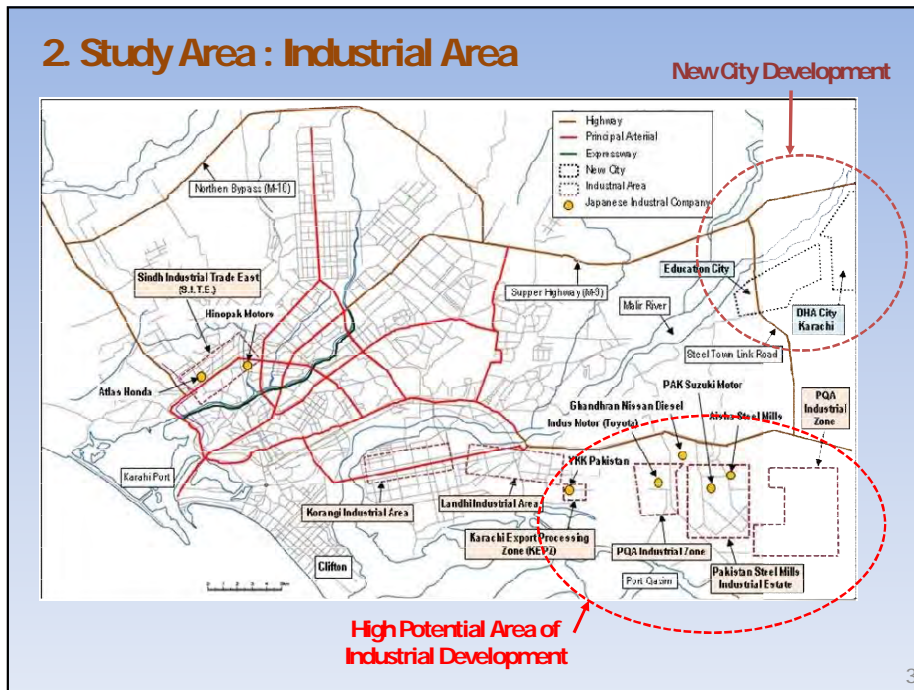 2. Study Area : Industrial Area
New City Development
Highway
Principal Aterial
Expressway
New City
Industrial Area
Japanese Industrial Company
Northen Bypass (M-10)
Sindh Industrial Trade East
(S.I.T.E.)
Hinopak Motors
Atlas Honda
Supper Highway (M-9)
Education City
Malir River
DHA City
Karachi
Steel Town Link Road
PAK Suzuki Motor
PQA
Industrial
Zone
Ghandhran Nissan Diesel
Aisha Steel Mills
Indus Motor (Toyota)
YKK Pakistan
Karahi Port
Korangi Industrial Area
Landhi Industrial Area
Karachi Export Processing
Zone (KEPZ)
PQA Industrial Zone
Port Qasim
Pakistan Steel Mills
Industrial Estate
Clifton
High Potential Area of
Industrial Development
3